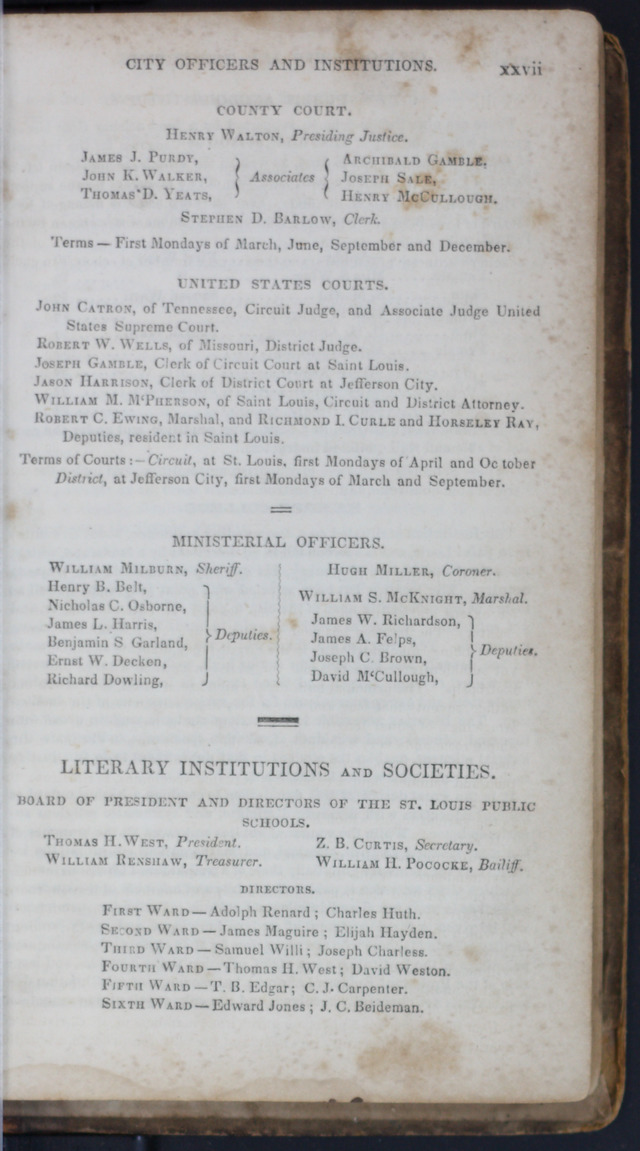 CITY OFFICERS AND INSTITUTIONS. xxvii
COUNTY COURT.
HENRY WALTON, Presiding Justice.
JAMES J. PURDY, ARCHIBALD GAMBLE,
JOHN K. WALKER, Associates JOSEPH SALE,
THOMAS D. YEATS, HENRY McCULLOUGH.
STEPHEN D. BARLOW, Clerk.
Terms — First Mondays of March, June, September and December.
UNITED STATES COURTS.
JOHN CATRON, of Tennessee, Circuit Judge, and Associate Judge United
States Supreme Court.
ROBERT W. WELLS, of Missouri, District Judge.
JOSEPH GAMBLE, Clerk of Circuit Court at Saint Louis.
JASON HARRISON, Clerk of District Court at Jefferson City.
WILLIAM M. M‘PHERSON, of Saint Louis, Circuit and District Attorney.
ROBERT C. EWING, Marshal, and RICHMOND I. CURLE and HORSELEY RAY,
Deputies, resident in Saint Louis.
Terms of Courts:—Circuit, at St. Louis, first Mondays of April and Oc tober
District, at Jefferson City, first Mondays of March and September.
MINISTERIAL OFFICERS.
WILLIAM MILBURN, Sheriff.
Henry B. Belt,
Nicholas C. Osborne,
James L. Harris,
Benjamin S Garland,
Ernst W. Decken,
Richard Dowling,
Deputies.
HUGH MILLER, Coroner.
WILLIAM S. McKNIGHT, Marshal.
James W. Richardson,
James A. Felps,
Joseph C. Brown,
David M‘Cullough,
Deputies.
LITERARY INSTITUTIONS AND SOCIETIES.
BOARD OF PRESIDENT AND DIRECTORS OF THE ST. LOUIS PUBLIC
SCHOOLS.
THOMAS H. WEST, President. Z. B. CURTIS, Secretary.
WILLIAM RENSHAW, Treasurer. WILLIAM H. POCOCKE, Bailiff.
DIRECTORS.
FIRST WARD — Adolph Renard ; Charles Huth.
SECOND WARD — James Maguire ; Elijah Hayden.
THIRD WARD — Samuel Willi ; Joseph Charless.
FOURTH WARD — Thomas H. West ; David Weston.
FIFTH WARD — T. B. Edgar ; C. J. Carpenter.
SIXTH WARD — Edward Jones ; J. C. Beideman.